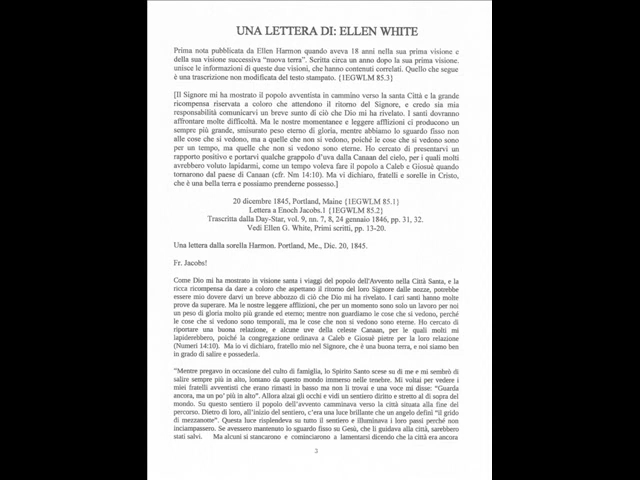 UNA LETTERA DI: ELLEN WHITE
Prima nota pubblicata da Ellen Harmon quando aveva 18 anni nella sua prima visione e
della sua visione successiva “nuova terra”. Scritta circa un anno dopo la sua prima visione.
unisce le informazioni di queste due visioni, che hanno contenuti correlati. Quello che segue
è una trascrizione non modificata del testo stampato. {1EGWLM 85.3}
[Il Signore mi ha mostrato il popolo avventista in cammino verso la santa Città e la grande
ricompensa riservata a coloro che attendono il ritorno del Signore, e credo sia mia
responsabilità comunicarvi un breve sunto di ciò che Dio mi ha rivelato. I santi dovranno
affrontare molte difficoltà. Ma le nostre momentanee e leggere afflizioni ci producono un
sempre più grande, smisurato peso eterno di gloria, mentre abbiamo lo sguardo fisso non
alle cose che si vedono, ma a quelle che non si vedono, poiché le cose che si vedono sono
per un tempo, ma quelle che non si vedono sono eterne. Ho cercato di presentarvi un
rapporto positivo e portarvi qualche grappolo d’uva dalla Canaan del cielo, per i quali molti
avrebbero voluto lapidarmi, come un tempo voleva fare il popolo a Caleb e Giosuè quando
tornarono dal paese di Canaan (cfr. Nm 14:10). Ma vi dichiaro, fratelli e sorelle in Cristo,
che è una bella terra e possiamo prenderne possesso.]
20 dicembre 1845, Portland, Maine {1EGWLM 85.1}
Lettera a Enoch Jacobs.1 {1EGWLM 85.2}
Trascritta dalla Day-Star, vol. 9, nn. 7, 8, 24 gennaio 1846, pp. 31, 32.
Vedi Ellen G. White, Primi scritti, pp. 13-20.
Una lettera dalla sorella Harmon. Portland, Me., Dic. 20, 1845.
Fr. Jacobs!
Come Dio mi ha mostrato in visione santa i viaggi del popolo dell'Avvento nella Città Santa, e la
ricca ricompensa da dare a coloro che aspettano il ritorno del loro Signore dalle nozze, potrebbe
essere mio dovere darvi un breve abbozzo di ciò che Dio mi ha rivelato. I cari santi hanno molte
prove da superare. Ma le nostre leggere afflizioni, che per un momento sono solo un lavoro per noi
un peso di gloria molto più grande ed eterno; mentre non guardiamo le cose che si vedono, perché
le cose che si vedono sono temporali, ma le cose che non si vedono sono eterne. Ho cercato di
riportare una buona relazione, e alcune uve della celeste Canaan, per le quali molti mi
lapiderebbero, poiché la congregazione ordinava a Caleb e Giosuè pietre per la loro relazione
(Numeri 14:10). Ma io vi dichiaro, fratello mio nel Signore, che è una buona terra, e noi siamo ben
in grado di salire e possederla.
“Mentre pregavo in occasione del culto di famiglia, lo Spirito Santo scese su di me e mi sembrò di
salire sempre più in alto, lontano da questo mondo immerso nelle tenebre. Mi voltai per vedere i
miei fratelli avventisti che erano rimasti in basso ma non li trovai e una voce mi disse: “Guarda
ancora, ma un po’ più in alto”. Allora alzai gli occhi e vidi un sentiero diritto e stretto al di sopra del
mondo. Su questo sentiero il popolo dell’avvento camminava verso la città situata alla fine del
percorso. Dietro di loro, all’inizio del sentiero, c’era una luce brillante che un angelo definì “il grido
di mezzanotte”. Questa luce risplendeva su tutto il sentiero e illuminava i loro passi perché non
inciampassero. Se avessero mantenuto lo sguardo fisso su Gesù, che li guidava alla città, sarebbero
stati salvi. Ma alcuni si stancarono e cominciarono a lamentarsi dicendo che la città era ancora
3